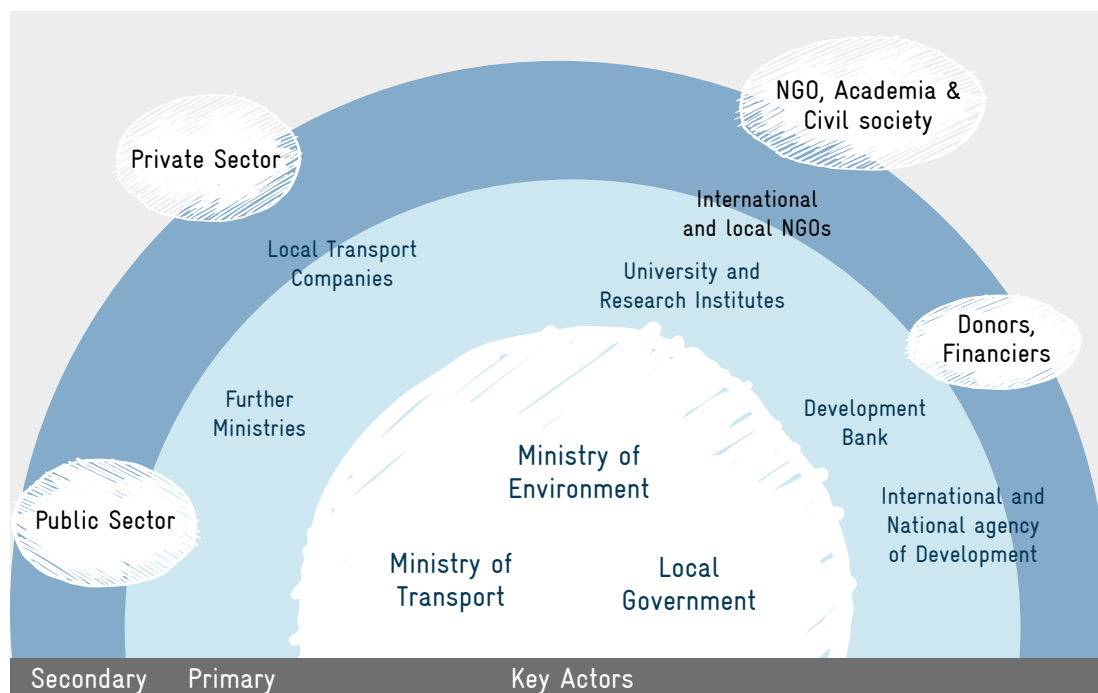 NGO, Academia &
Civil society
Private Sector
International
and local NGOs
Local Transport
Companies
University and
Research Institutes
Donors,
Financiers
Further
Ministries
Development
Bank
Ministry of
Environment
International and
National agency
of Development
Public Sector
Ministry of
Transport
Local
Government
Secondary
Primary
Key Actors